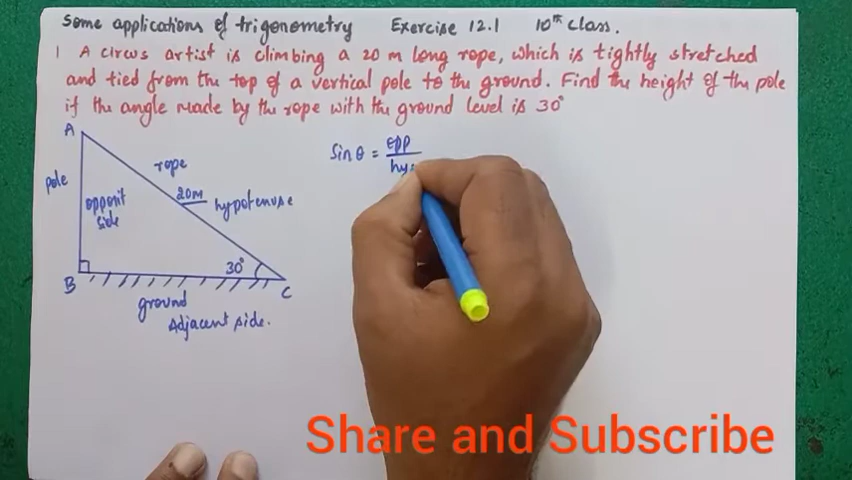 Some applications of trigonometry Exercise 12.1 10th class.
1 A circus artist is climbing a 20 m long rope, which is tightly stretched
and tied from the top of a vertical pole to the ground. Find the height of the pole
if the angle made by the rope with the ground level is 30°
A
rope
pole
20M
hypotenuse
opposit
side
30°
B
C
ground
Adjacent side.
Sin θ = opp
hy
Share and Subscribe